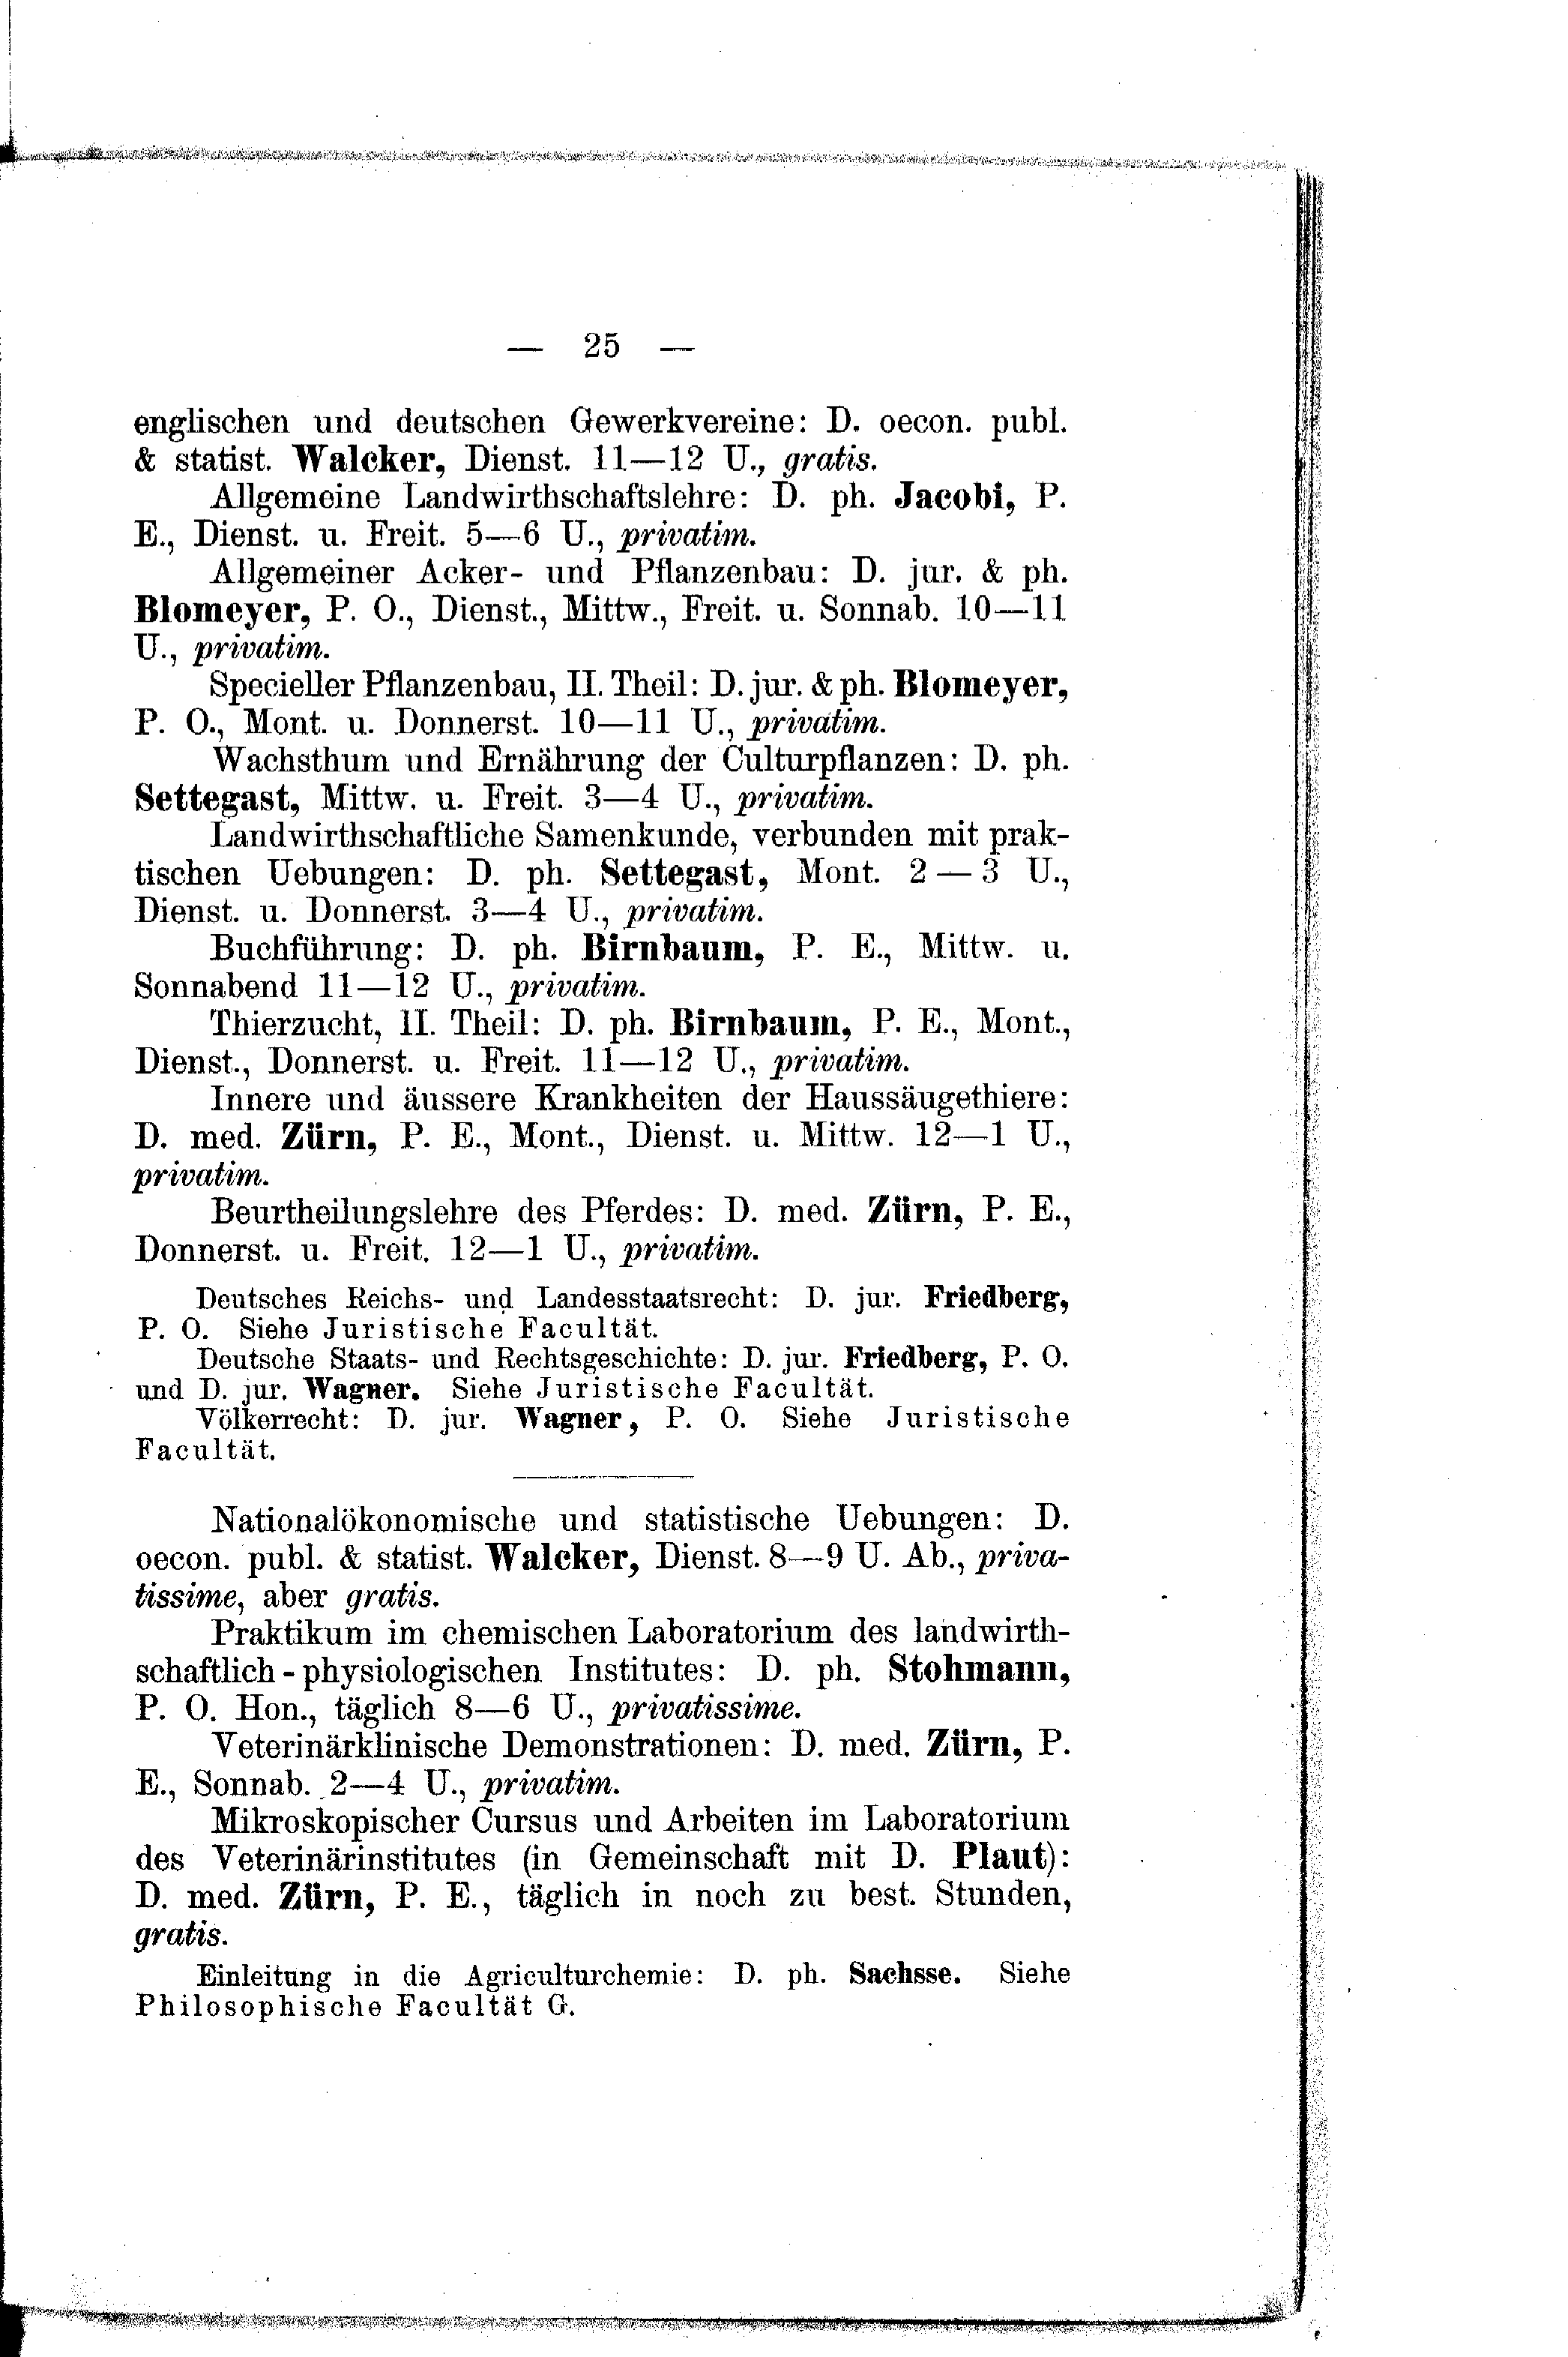 — 25 —
englischen und deutschen Gewerkvereine: D. oecon. publ.
& statist. Walcker, Dienst. 11—12 U., gratis.
Allgemeine Landwirthschaftslehre: D. ph. Jacobi, P.
E., Dienst. u. Freit. 5—6 U., privatim.
Allgemeiner Acker- und Pflanzenbau: D. jur. & ph.
Blomeyer, P. O., Dienst., Mittw., Freit. u. Sonnab. 10—11
U., privatim.
Specieller Pflanzenbau, II. Theil: D. jur. & ph. Blomeyer,
P. O., Mont. u. Donnerst. 10—11 U., privatim.
Wachsthum und Ernährung der Culturpflanzen: D. ph.
Settegast, Mittw. u. Freit. 3—4 U., privatim.
Landwirthschaftliche Samenkunde, verbunden mit prak-
tischen Uebungen: D. ph. Settegast, Mont. 2—3 U.,
Dienst. u. Donnerst. 3—4 U., privatim.
Buchführung: D. ph. Birnbaum, P. E., Mittw. u.
Sonnabend 11—12 U., privatim.
Thierzucht, II. Theil: D. ph. Birnbaum, P. E., Mont.,
Dienst., Donnerst. u. Freit. 11—12 U., privatim.
Innere und äussere Krankheiten der Haussäugethiere:
D. med. Zürn, P. E., Mont., Dienst. u. Mittw. 12—1 U.,
privatim.
Beurtheilungslehre des Pferdes: D. med. Zürn, P. E.,
Donnerst. u. Freit. 12—1 U., privatim.
Deutsches Reichs- und Landesstaatsrecht: D. jur. Friedberg,
P. O. Siehe Juristische Facultät.
Deutsche Staats- und Rechtsgeschichte: D. jur. Friedberg, P. O.
und D. jur. Wagner. Siehe Juristische Facultät.
Völkerrecht: D. jur. Wagner, P. O. Siehe Juristische
Facultät.
Nationalökonomische und statistische Uebungen: D.
oecon. publ. & statist. Walcker, Dienst. 8—9 U. Ab., priva-
tissime, aber gratis.
Praktikum im chemischen Laboratorium des landwirth-
schaftlich-physiologischen Institutes: D. ph. Stohmann,
P. O. Hon., täglich 8—6 U., privatissime.
Veterinärklinische Demonstrationen: D. med. Zürn, P.
E., Sonnab. 2—4 U., privatim.
Mikroskopischer Cursus und Arbeiten im Laboratorium
des Veterinärinstitutes (in Gemeinschaft mit D. Plaut):
D. med. Zürn, P. E., täglich in noch zu best. Stunden,
gratis.
Einleitung in die Agriculturchemie: D. ph. Sachsse. Siehe
Philosophische Facultät G.